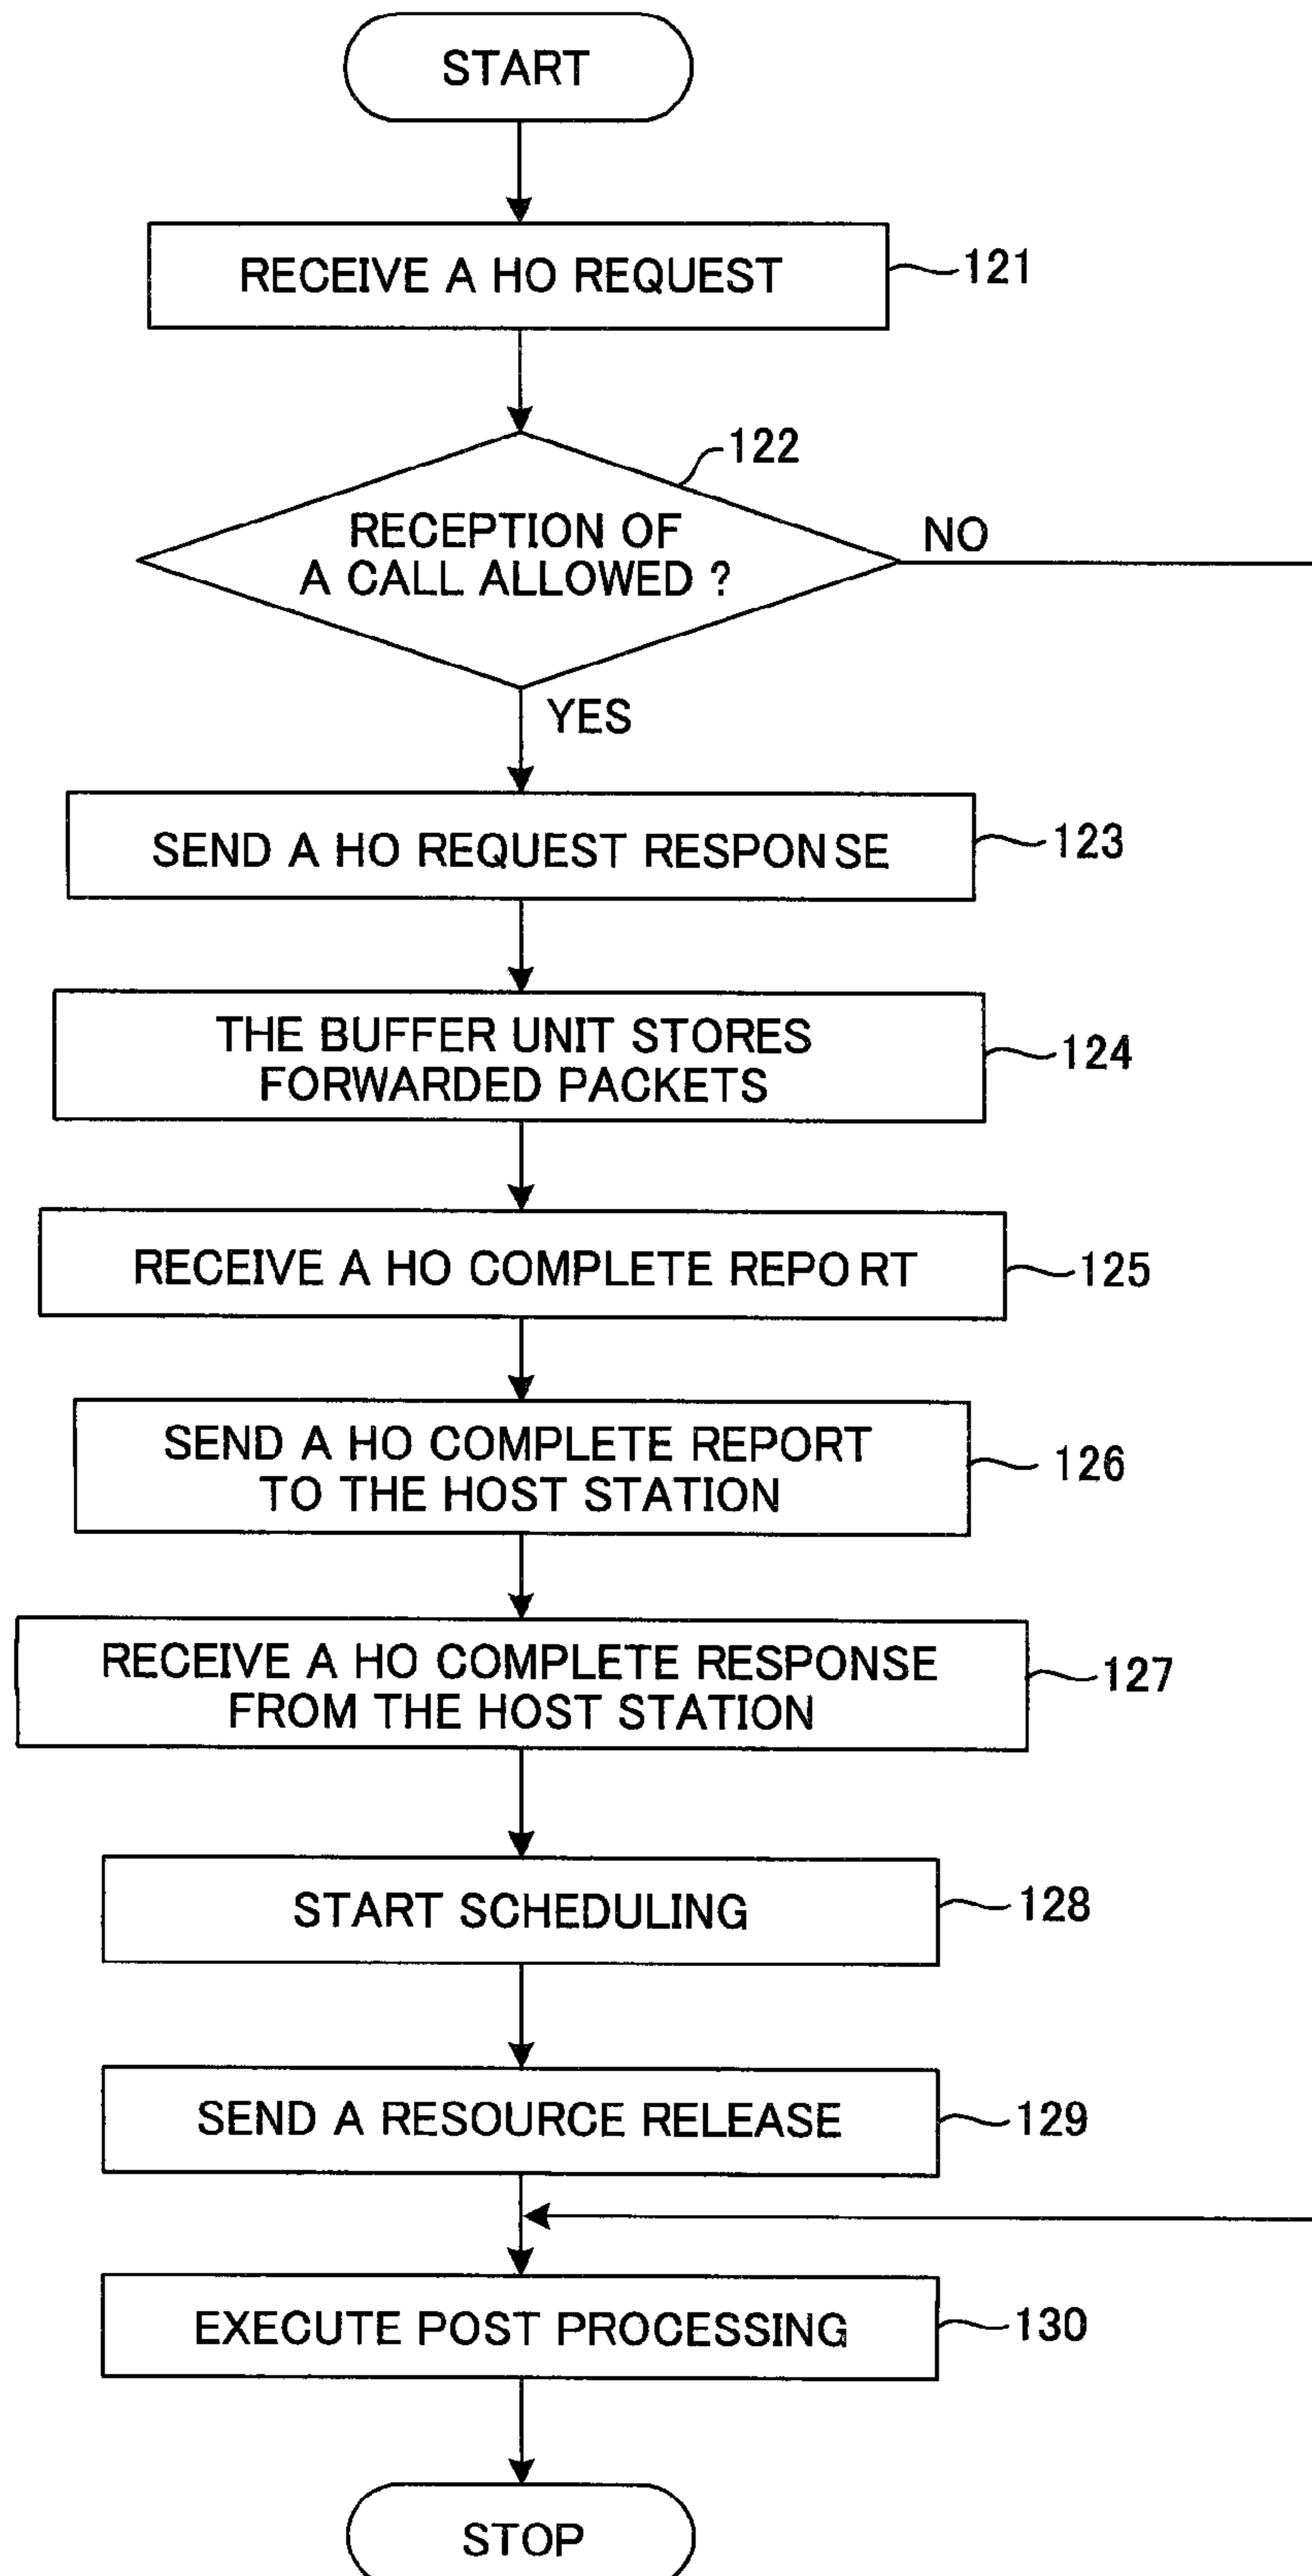 START
RECEIVE A HO REQUEST
121
122
RECEPTION OF
A CALL ALLOWED ?
NO
YES
SEND A HO REQUEST RESPONSE
123
THE BUFFER UNIT STORES
FORWARDED PACKETS
124
RECEIVE A HO COMPLETE REPORT
125
SEND A HO COMPLETE REPORT
TO THE HOST STATION
126
RECEIVE A HO COMPLETE RESPONSE
FROM THE HOST STATION
127
START SCHEDULING
128
SEND A RESOURCE RELEASE
129
EXECUTE POST PROCESSING
130
STOP